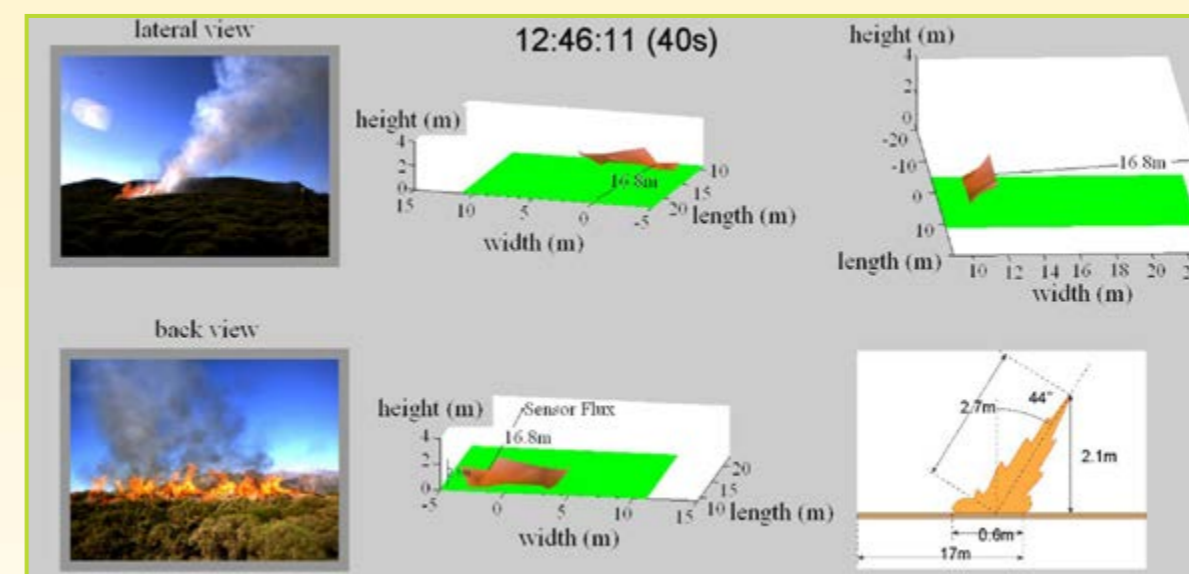 lateral view
12:46:11 (40s)
height (m)
4
2
0
15
10
5
0
-5
16.8m
10
15
20
length (m)
width (m)
height (m)
4
2
0
-20
-10
0
10
16.8m
length (m)
10 12 14 16 18 20
width (m)
back view
height (m)
Sensor Flux
16.8m
4
2
0
-5
0
5
10
15
10
15
20
length (m)
width (m)
2.7m
44°
2.1m
0.6m
17m